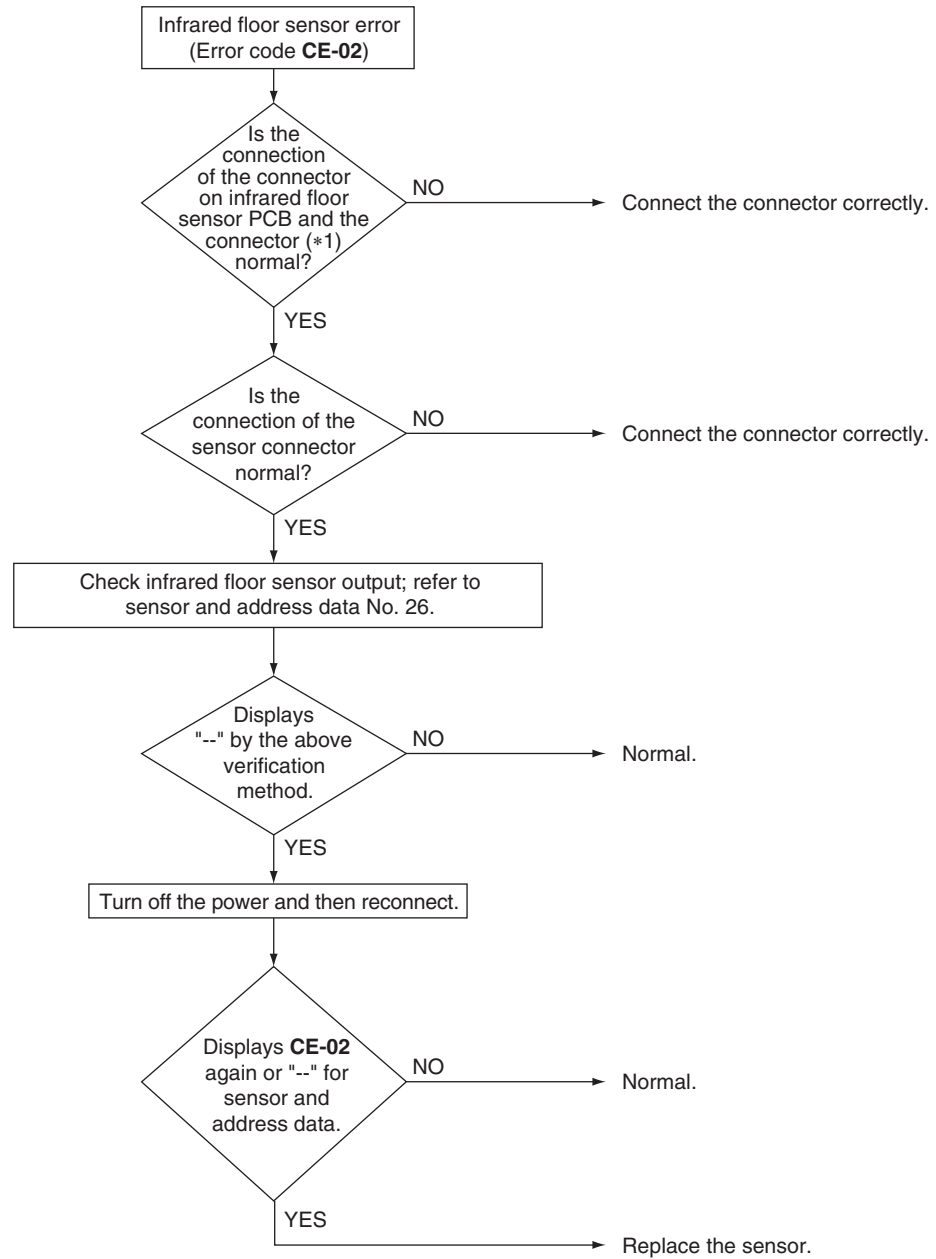 Infrared floor sensor error
(Error code CE-02)
Is the
connection
of the connector
on infrared floor
sensor PCB and the
connector (*1)
normal?
NO
Connect the connector correctly.
YES
Is the
connection of the
sensor connector
normal?
NO
Connect the connector correctly.
YES
Check infrared floor sensor output; refer to
sensor and address data No. 26.
Displays
"--" by the above
verification
method.
NO
Normal.
YES
Turn off the power and then reconnect.
Displays CE-02
again or "--" for
sensor and
address data.
NO
Normal.
YES
Replace the sensor.